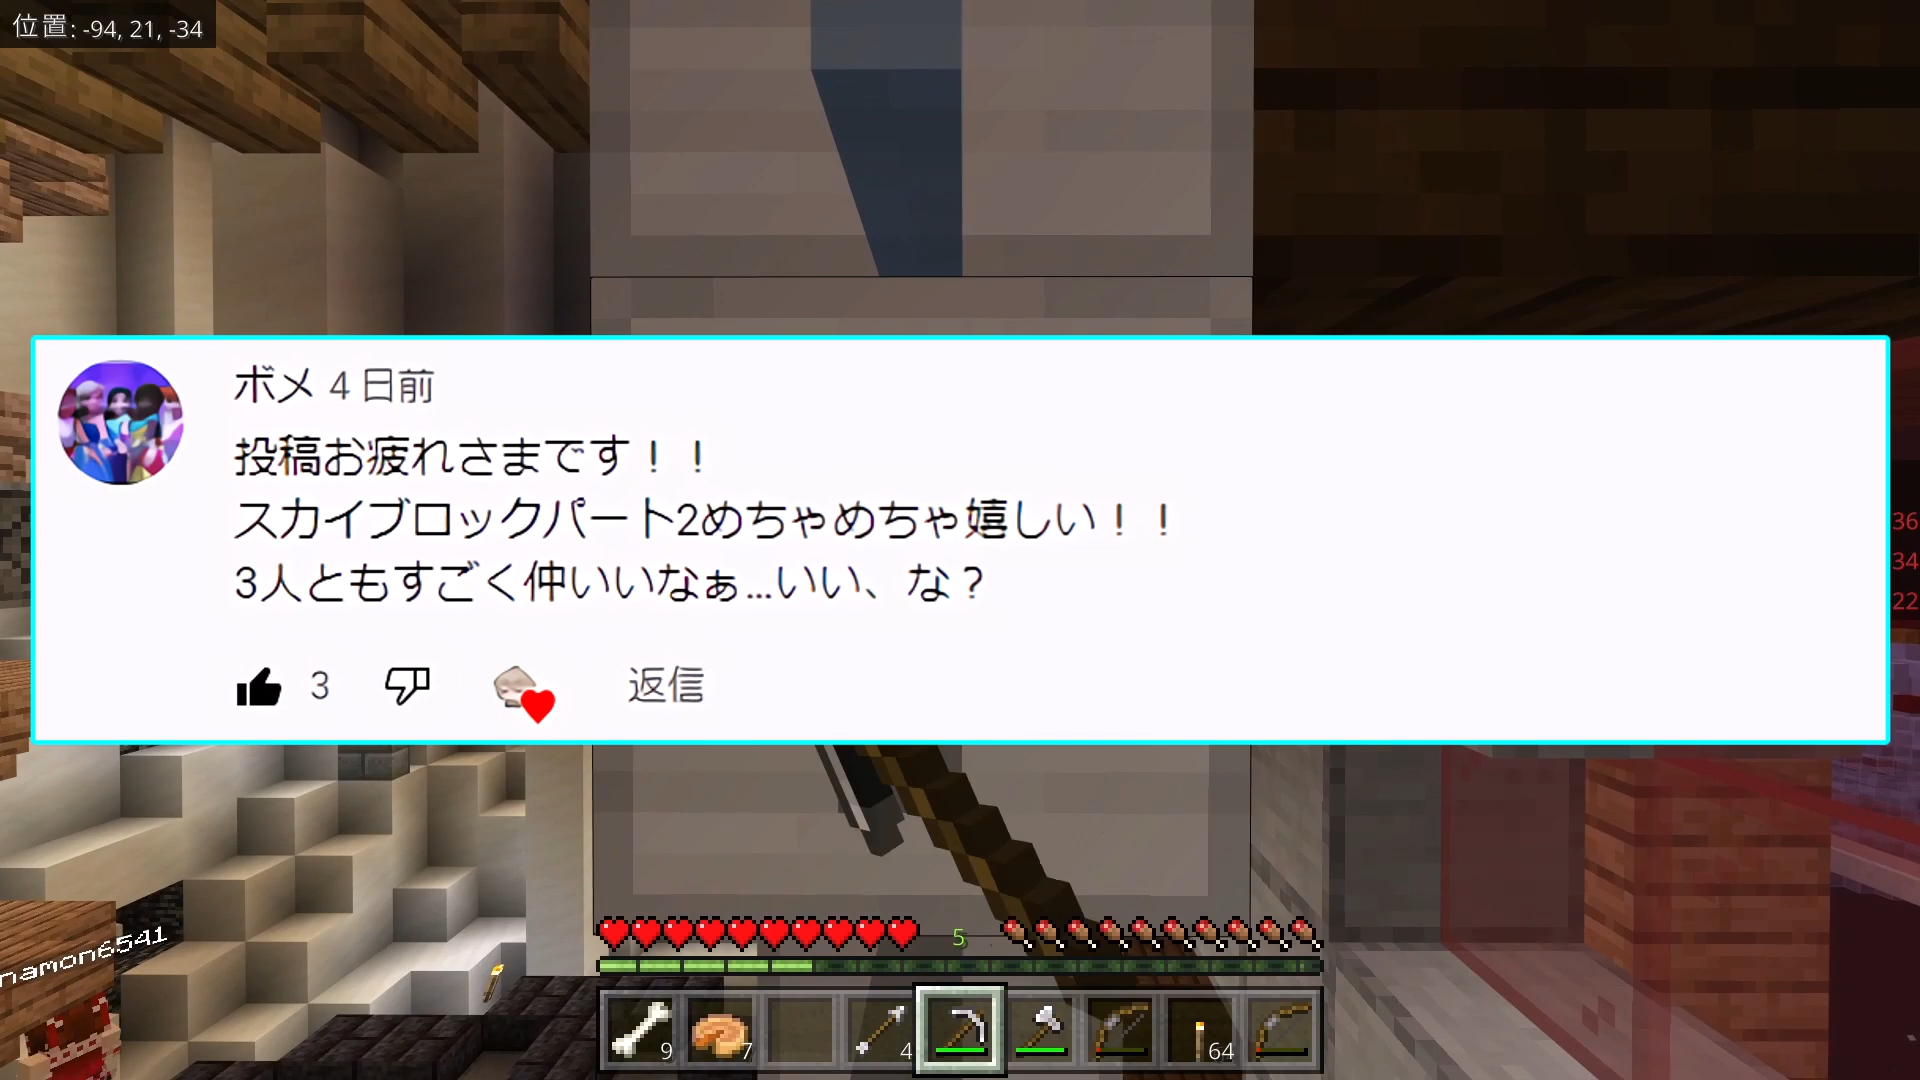 位置: -94, 21, -34
ボメ 4 日前
投稿お疲れさまです！！
スカイブロックパート2めちゃめちゃ嬉しい！！
3人ともすごく仲いいなぁ...いい、な？
3
返信
36
34
22
namon6541
5
9
7
4
64